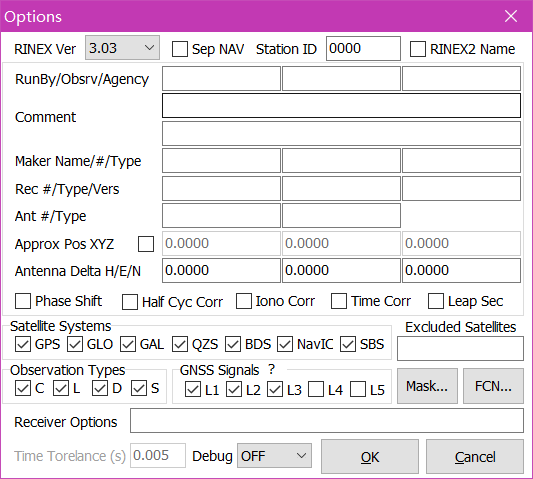 Options
RINEX Ver 3.03 Sep NAV Station ID 0000 RINEX2 Name
RunBy/Obsrv/Agency
Comment
Maker Name/#/Type
Rec #/Type/Vers
Ant #/Type
Approx Pos XYZ 0.0000 0.0000 0.0000
Antenna Delta H/E/N 0.0000 0.0000 0.0000
Phase Shift Half Cyc Corr Iono Corr Time Corr Leap Sec
Satellite Systems Excluded Satellites
GPS GLO GAL QZS BDS NavIC SBS
Observation Types GNSS Signals ?
C L D S L1 L2 L3 L4 L5 Mask... FCN...
Receiver Options
Time Torelance (s) 0.005 Debug OFF OK Cancel